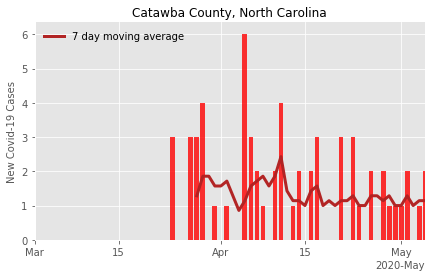 Catawba County, North Carolina
7 day moving average
New Covid-19 Cases
6
5
4
3
2
1
0
Mar 15 Apr 15 May
2020-May